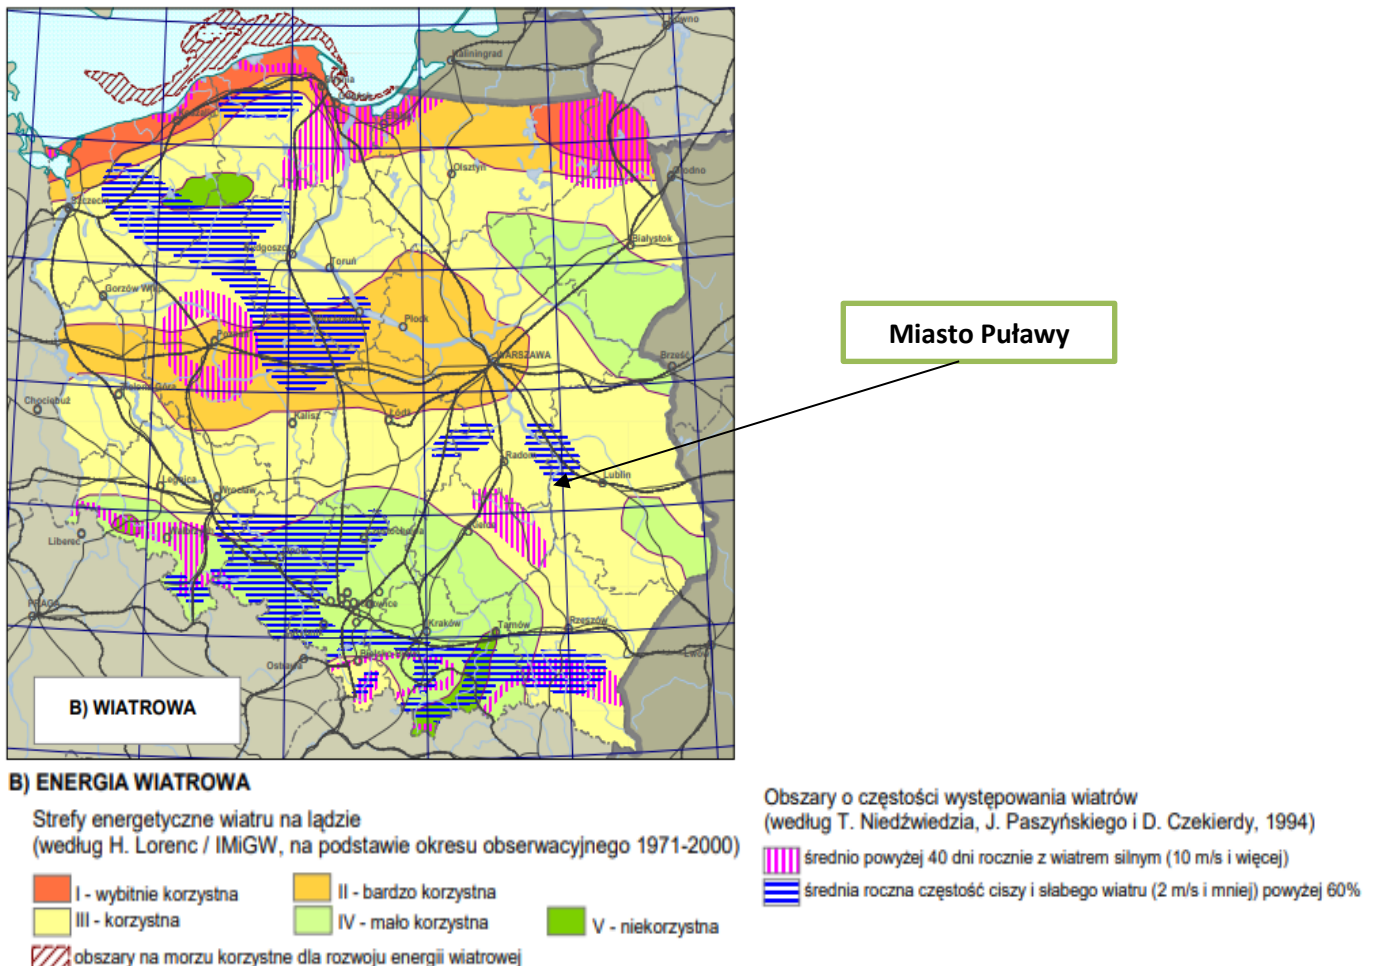 Kaliningrad
Olsztyn
Grodno
Szczecin
Białystok
Bydgoszcz
Toruń
Gorzów Wlkp.
Płock
Poznań
WARSZAWA
Brześć
Zielona Góra
Chociebuż
Kalisz
Łódź
Radom
Lublin
Legnica
Wrocław
Kielce
Liberec
PRAGA
Kraków
Tarnów
Rzeszów
Lwów
Ostrawa
Miasto Puławy
B) WIATROWA
B) ENERGIA WIATROWA
Strefy energetyczne wiatru na lądzie
(według H. Lorenc / IMiGW, na podstawie okresu obserwacyjnego 1971-2000)
I - wybitnie korzystna
II - bardzo korzystna
III - korzystna
IV - mało korzystna
V - niekorzystna
obszary na morzu korzystne dla rozwoju energii wiatrowej
Obszary o częstości występowania wiatrów
(według T. Niedźwiedzia, J. Paszyńskiego i D. Czekierdy, 1994)
średnio powyżej 40 dni rocznie z wiatrem silnym (10 m/s i więcej)
średnia roczna częstość ciszy i słabego wiatru (2 m/s i mniej) powyżej 60%